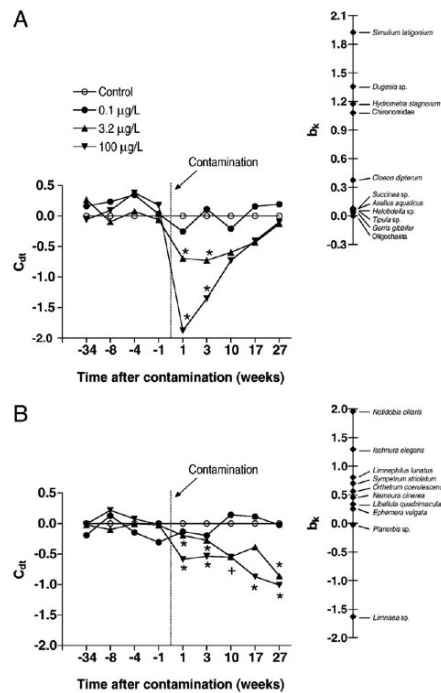 A
Control
0.1 µg/L
3.2 µg/L
100 µg/L
Contamination
0.5
0.0
-0.5
-1.0
-1.5
-2.0
Cdt
-34 -8 -4 -1 1 3 10 17 27
* *
*
*
Time after contamination (weeks)
2.1
1.8
1.5
1.2
0.9
0.6
0.3
0.0
-0.3
bk
Simulium latigonium
Dugesia sp.
Hydrometra stagnorum
Chironomidae
Cloeon dipterum
Succinea sp.
Asellus aquaticus
Helobdella sp.
Tipula sp.
Gerris gibbifer
Oligochaeta
B
Contamination
0.5
0.0
-0.5
-1.0
-1.5
-2.0
Cdt
-34 -8 -4 -1 1 3 10 17 27
* * *
* * + * *
Time after contamination (weeks)
2.0
1.5
1.0
0.5
0.0
-0.5
-1.0
-1.5
-2.0
bk
Notidobia ciliaris
Ischnura elegans
Limnephilus lunatus
Sympetrum striolatum
Orthetrum coerulescens
Nemoura cinerea
Libellula quadrimacula
Ephemera vulgata
Planorbis sp.
Limnaea sp.